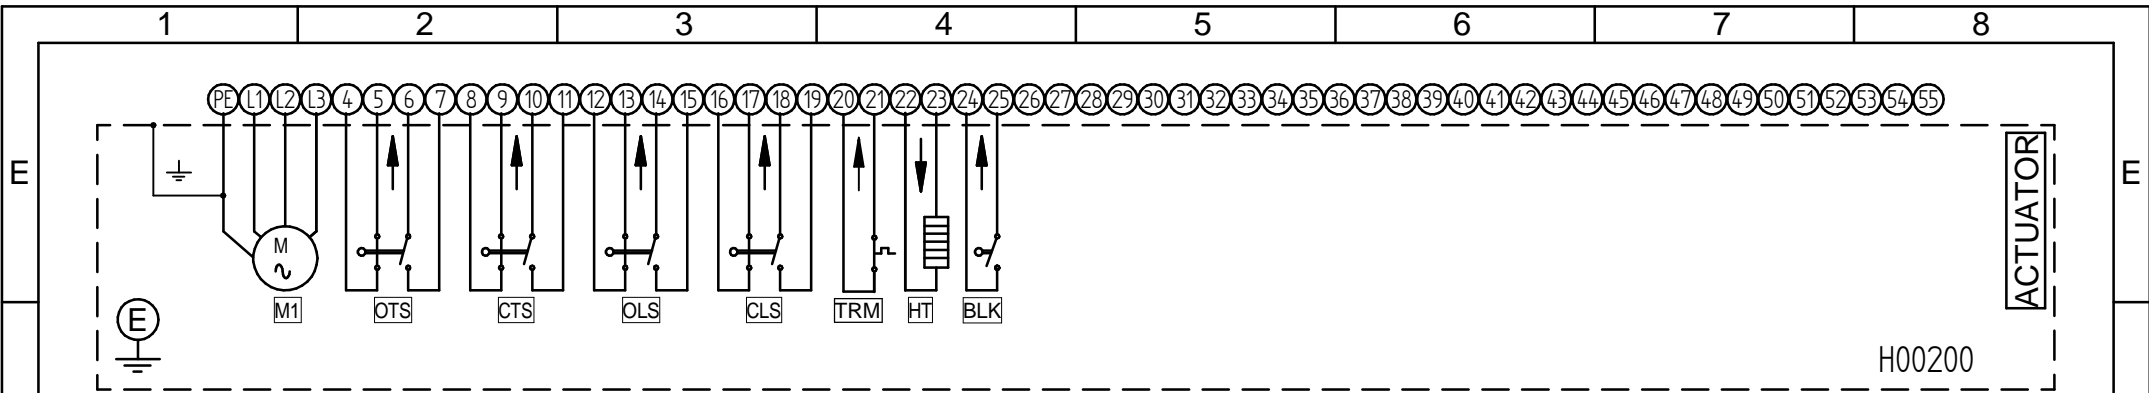 1 2 3 4 5 6 7 8
PE L1 L2 L3 4 5 6 7 8 9 10 11 12 13 14 15 16 17 18 19 20 21 22 23 24 25 26 27 28 29 30 31 32 33 34 35 36 37 38 39 40 41 42 43 44 45 46 47 48 49 50 51 52 53 54 55
E E
ACTUATOR
M
M1 OTS CTS OLS CLS TRM HT BLK
E
H00200